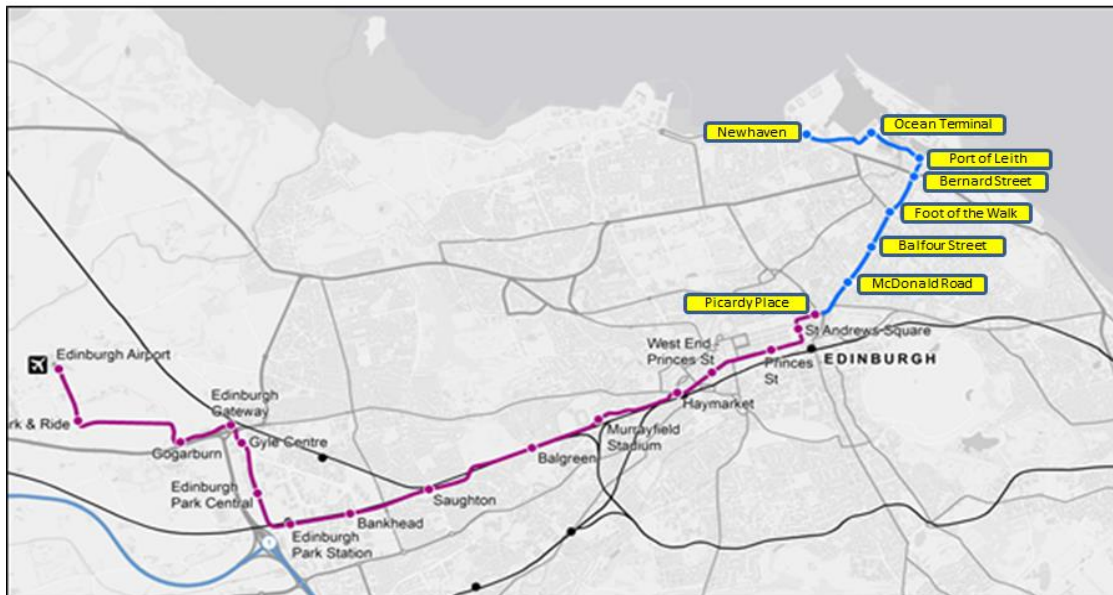 Newhaven
Ocean Terminal
Port of Leith
Bernard Street
Foot of the Walk
Balfour Street
McDonald Road
Picardy Place
St Andrews Square
West End -
Princes St
Princes
St
EDINBURGH
Edinburgh Airport
Edinburgh
Gateway
Haymarket
rk & Ride
Gyle Centre
Murrayfield
Stadium
Gogarburn
Balgreen
Edinburgh
Park Central
Saughton
Bankhead
Edinburgh
Park Station